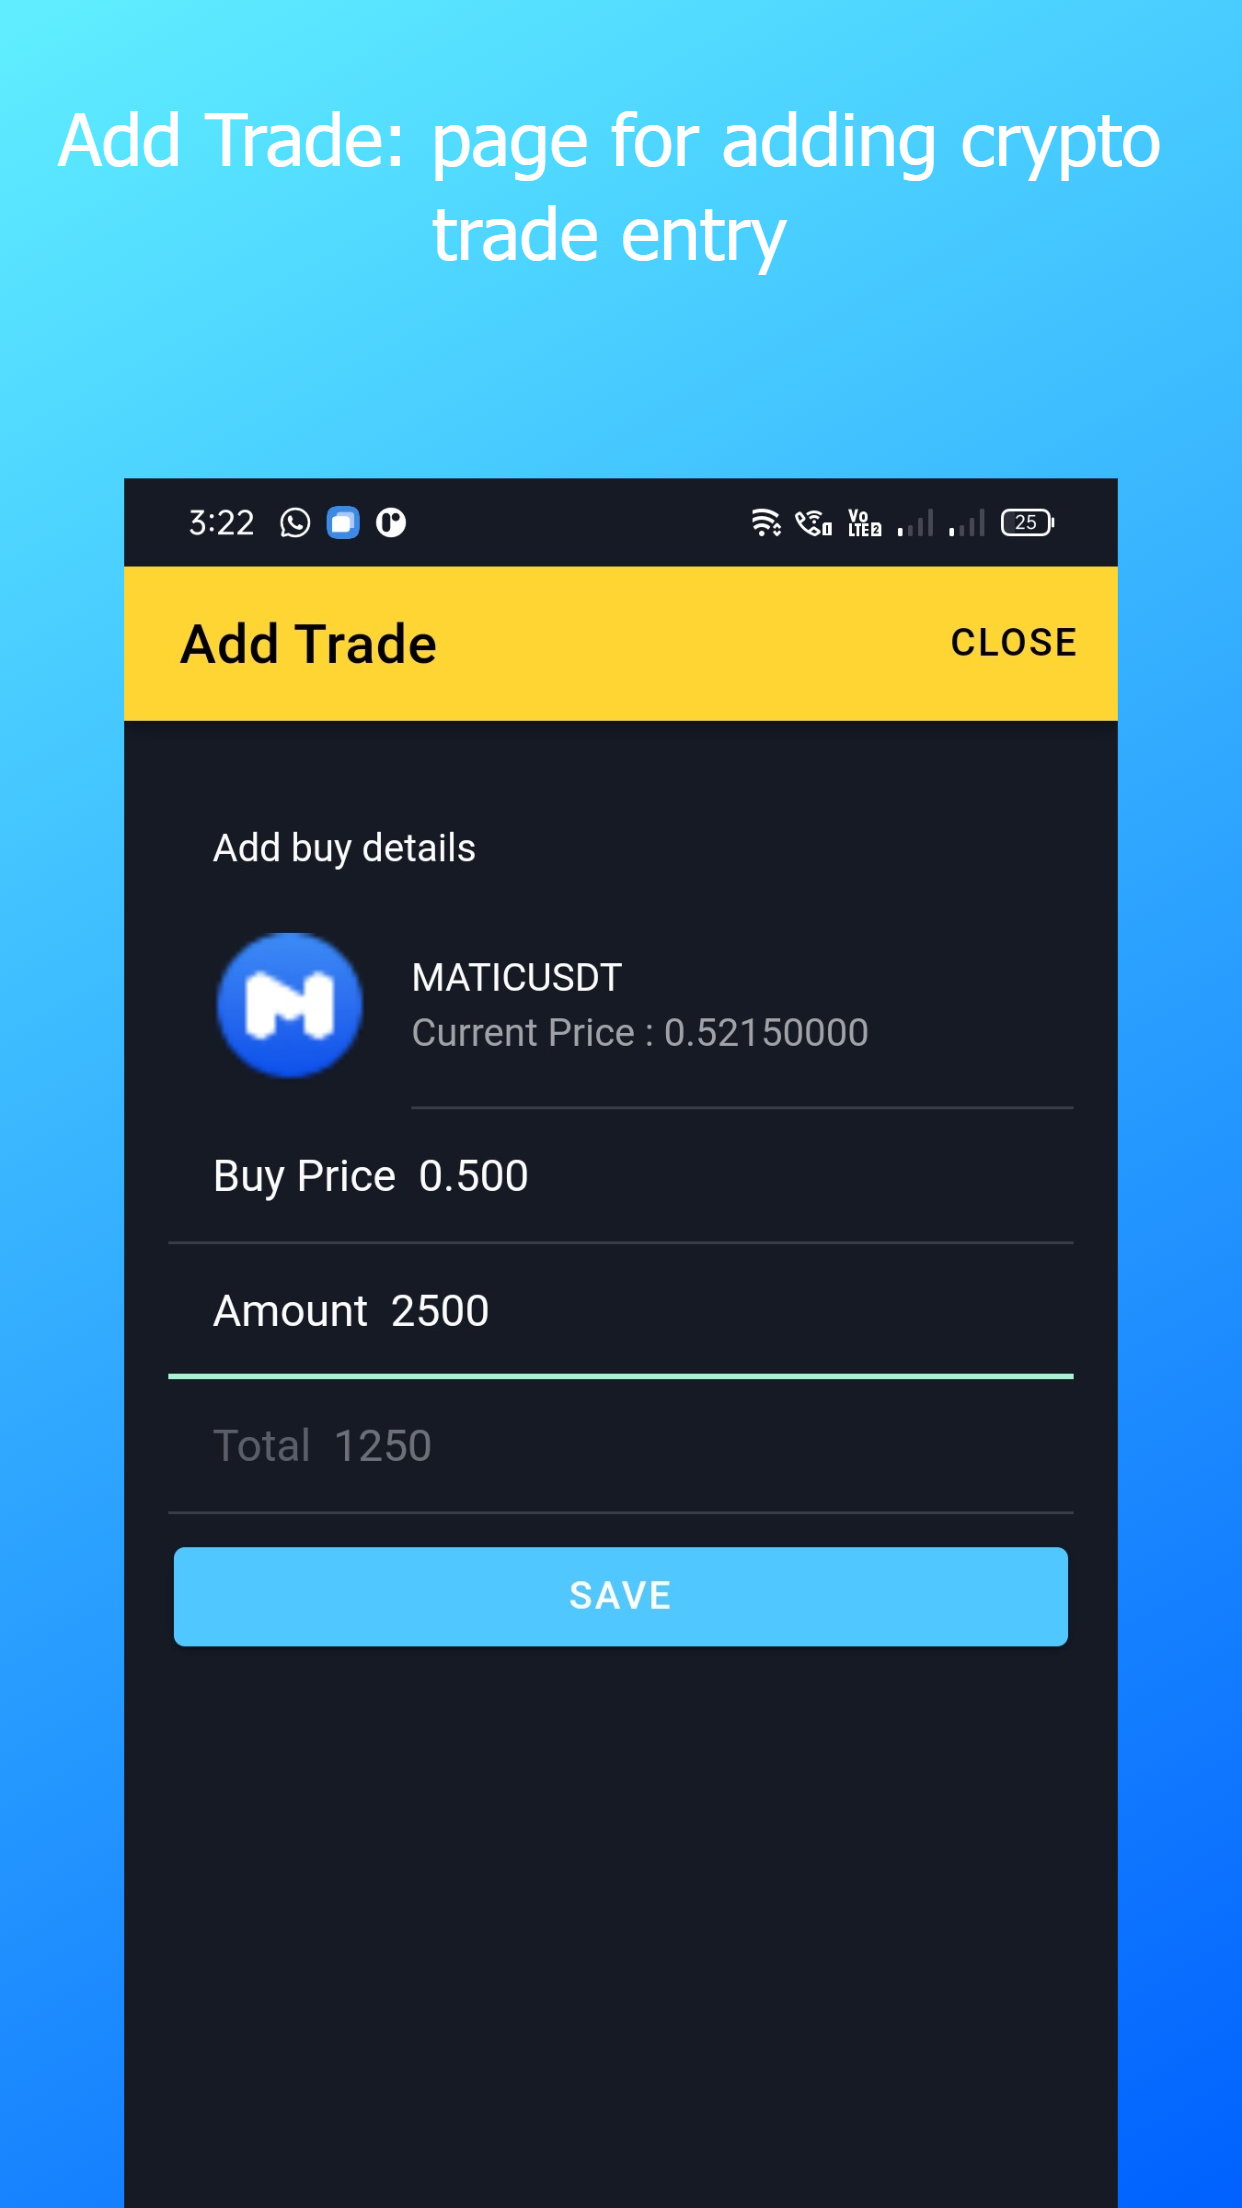 Add Trade: page for adding crypto
trade entry
3:22
Vo
LTE2
25
Add Trade
CLOSE
Add buy details
MATICUSDT
Current Price : 0.52150000
Buy Price 0.500
Amount 2500
Total 1250
SAVE